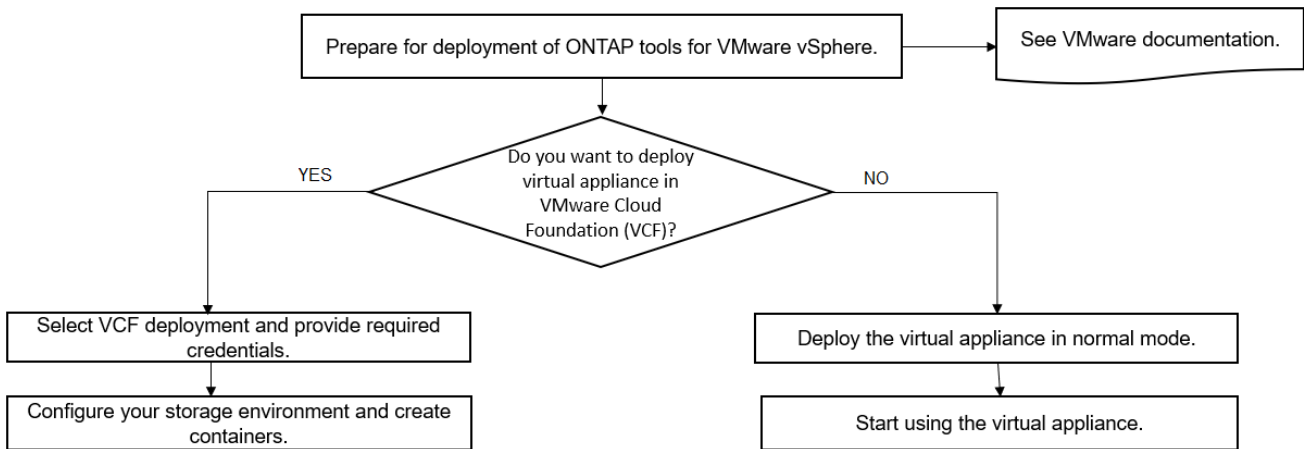 Prepare for deployment of ONTAP tools for VMware vSphere.
See VMware documentation.
Do you want to deploy
virtual appliance in
VMware Cloud
Foundation (VCF)?
YES
NO
Select VCF deployment and provide required
credentials.
Deploy the virtual appliance in normal mode.
Configure your storage environment and create
containers.
Start using the virtual appliance.